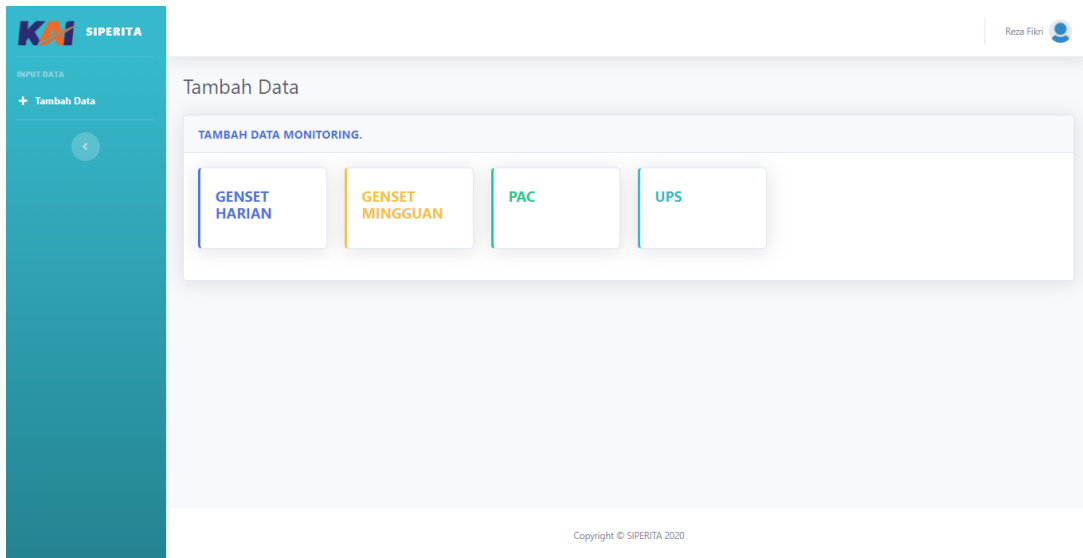 KAI SIPERITA
Reza Fikri
INPUT DATA
+ Tambah Data
Tambah Data
TAMBAH DATA MONITORING.
GENSET
HARIAN
GENSET
MINGGUAN
PAC
UPS
Copyright © SIPERITA 2020